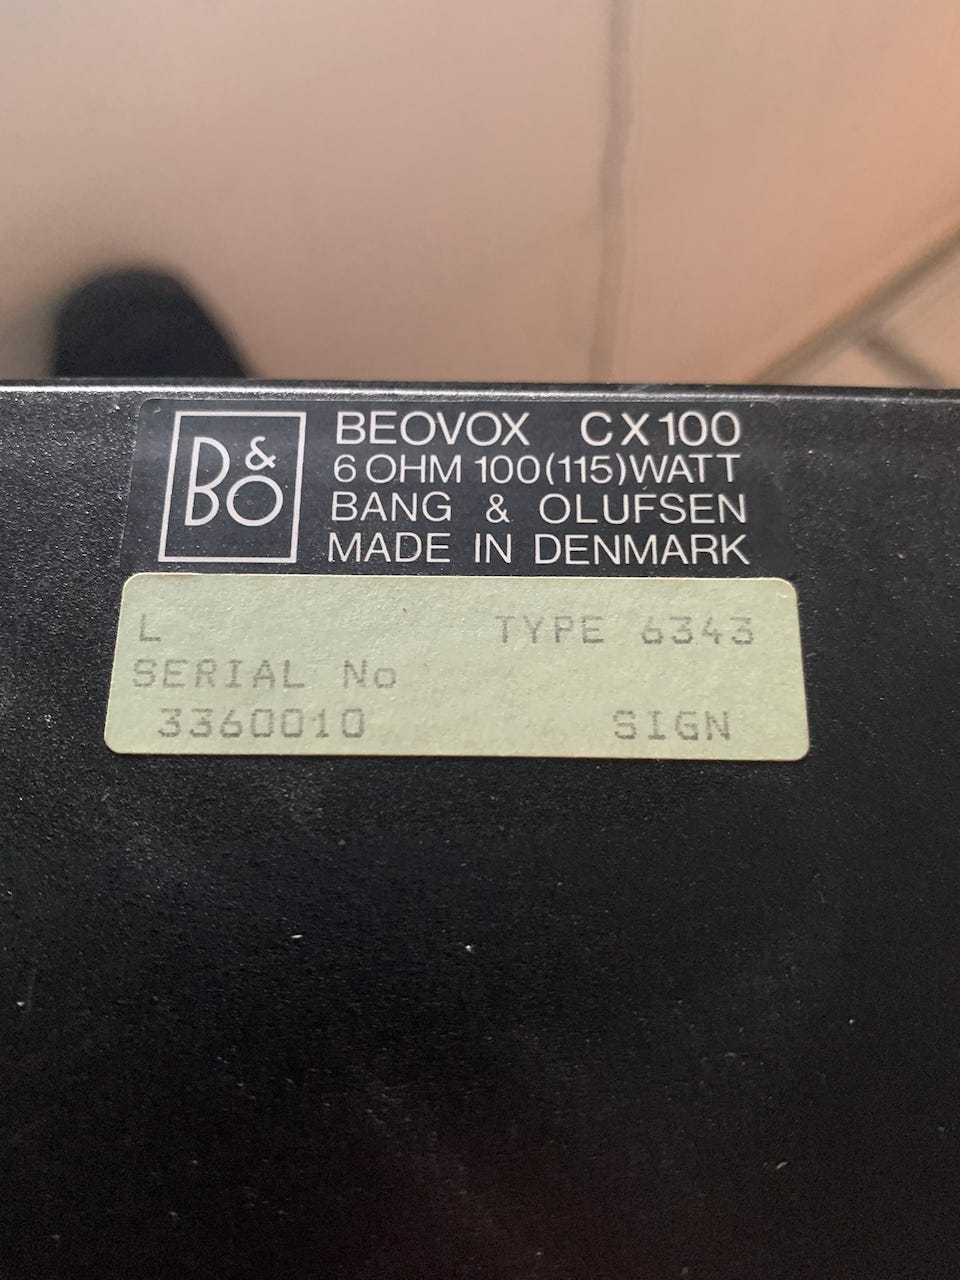 B&O
BEOVOX CX100
6 OHM 100(115)WATT
BANG & OLUFSEN
MADE IN DENMARK
L TYPE 6343
SERIAL No
3360010 SIGN